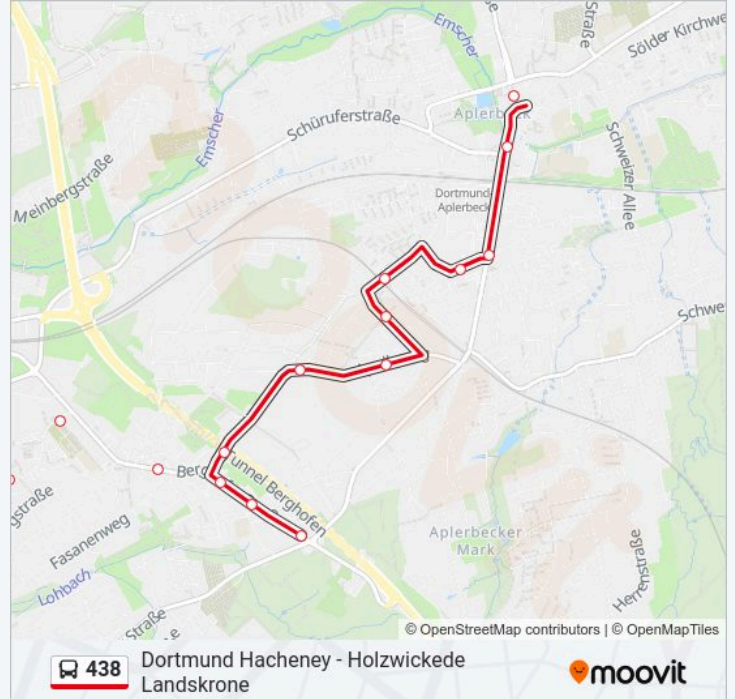 Emscher
Straße
Sölder Kirchwe
Aplerbeck
Schüruferstraße
Emscher
Schweizer Allee
Meinbergstraße
Dortmund
Aplerbeck
Schwe
Berg
Tunnel Berghofen
gstraße
Fasanenweg
Aplerbecker
Mark
Herrenstraße
Lohbach
Straße
© OpenStreetMap contributors | © OpenMapTiles
438
Dortmund Hacheney - Holzwickede
Landskrone
moovit